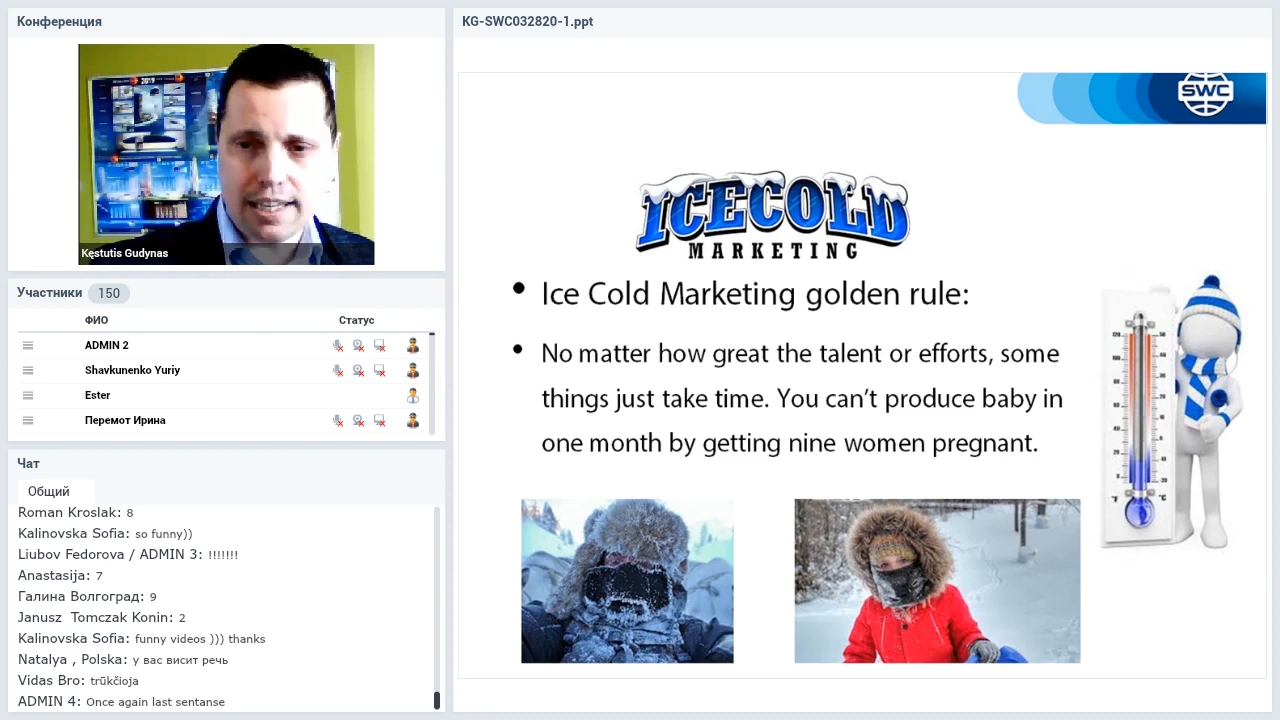 Конференция
2019
Kęstutis Gudynas
Участники 150
ФИО Статус
ADMIN 2
Shavkunenko Yuriy
Ester
Перемот Ирина
Чат
Общий
Roman Kroslak: 8
Kalinovska Sofia: so funny))
Liubov Fedorova / ADMIN 3: !!!!!!!
Anastasija: 7
Галина Волгоград: 9
Janusz Tomczak Konin: 2
Kalinovska Sofia: funny videos ))) thanks
Natalya , Polska: у вас висит речь
Vidas Bro: trūkčioja
ADMIN 4: Once again last sentanse
KG-SWC032820-1.ppt
SWC
ICECOLD
MARKETING
• Ice Cold Marketing golden rule:
• No matter how great the talent or efforts, some
things just take time. You can’t produce baby in
one month by getting nine women pregnant.
°F °C